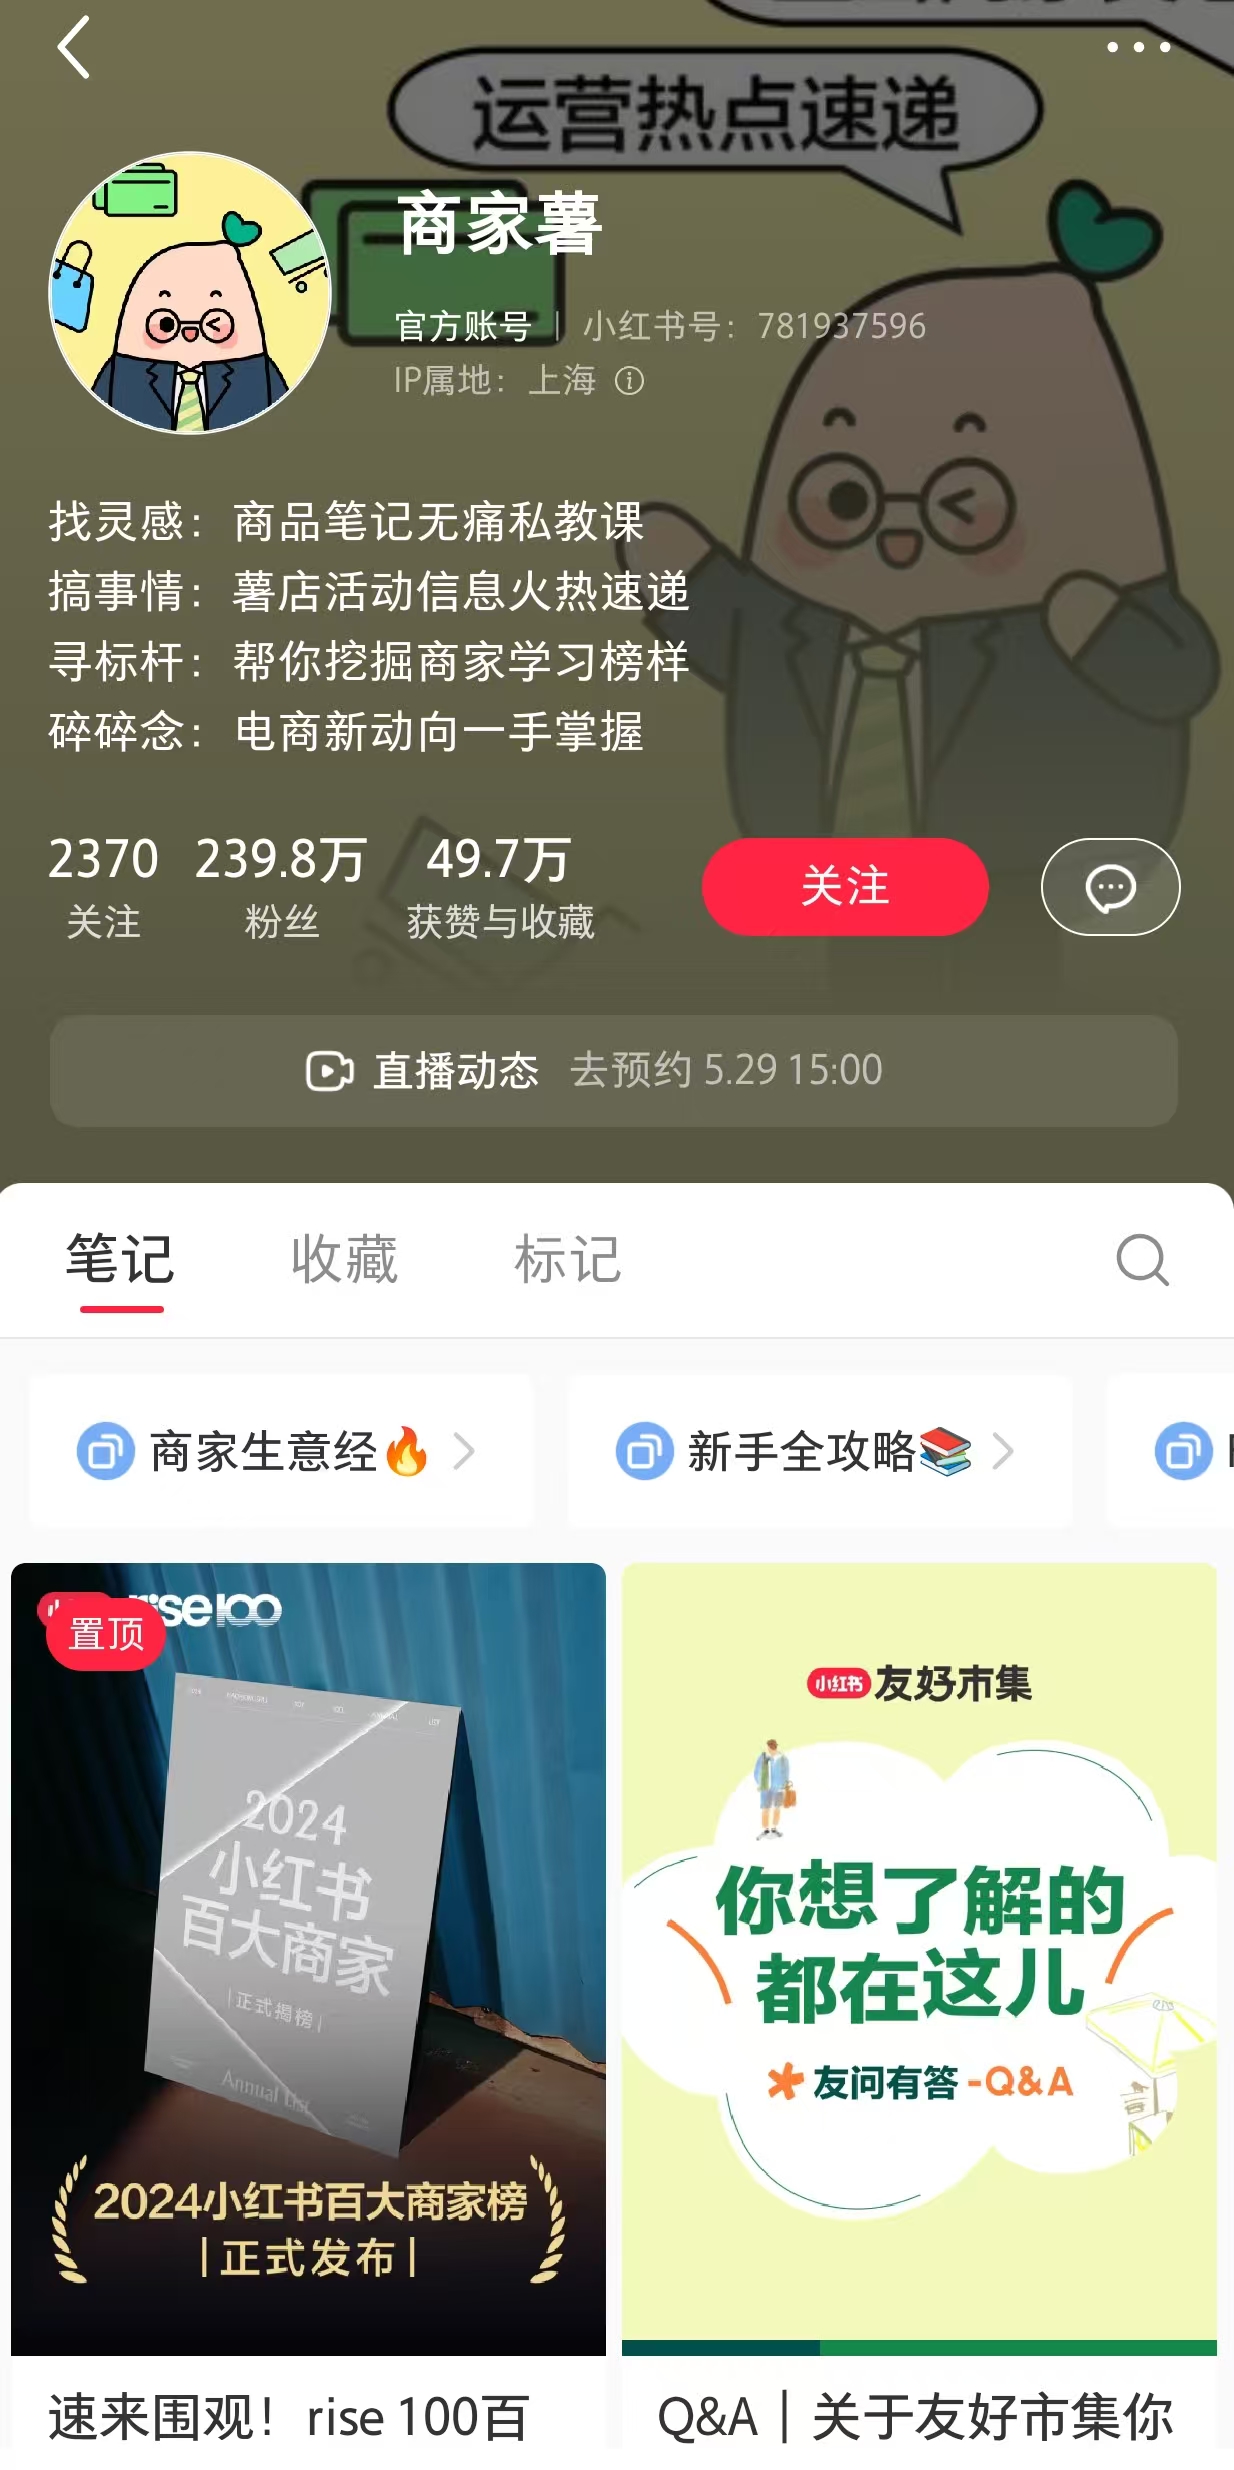 运营热点速递
商家薯
官方账号 | 小红书号：781937596
IP属地：上海
找灵感：商品笔记无痛私教课
搞事情：薯店活动信息火热速递
寻标杆：帮你挖掘商家学习榜样
碎碎念：电商新动向一手掌握
2370 关注
239.8万 粉丝
49.7万 获赞与收藏
关注
直播动态 去预约 5.29 15:00
笔记 收藏 标记
商家生意经🔥
新手全攻略📚
置顶
rise100
2024
小红书
百大商家
|正式揭榜|
Annual List
2024小红书百大商家榜
|正式发布|
速来围观！rise 100百
小红书 友好市集
你想了解的
都在这儿
友问有答-Q&A
Q&A｜关于友好市集你